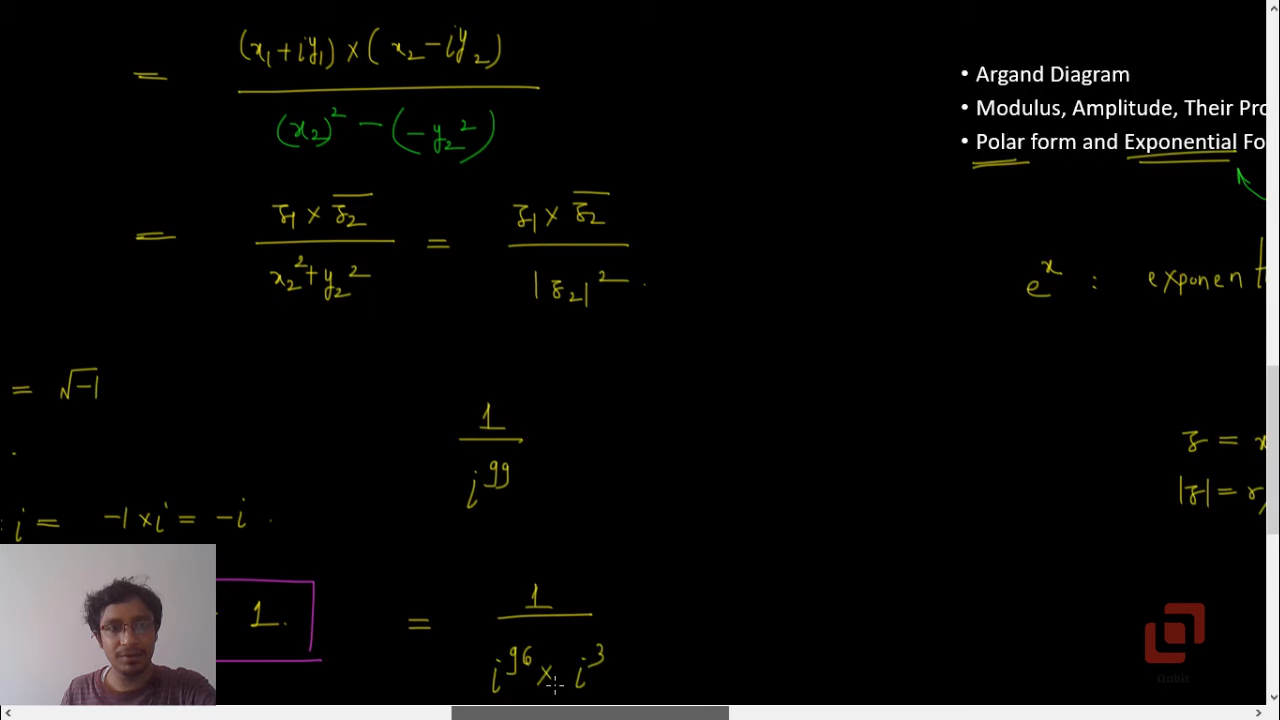 (x₁+iy₁) × (x₂-iy₂)
=
(x₂)² - (-y₂²)
• Argand Diagram
• Modulus, Amplitude, Their Pro
• Polar form and Exponential Fo
= z₁ × z̅₂ / x₂²+y₂² = z₁ × z̅₂ / |z₂|² .
eˣ : exponent
= √-1
1 / i⁹⁹
z = x
|z| = r
i = -1×i = -i .
1.
= 1 / i⁹⁶ × i³
Qubit